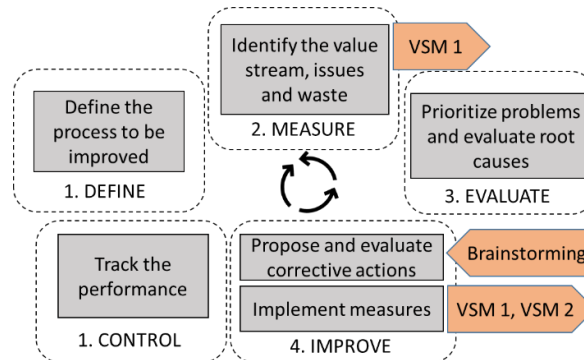 Identify the value
stream, issues
and waste
2. MEASURE
VSM 1
Define the
process to be
improved
1. DEFINE
Prioritize problems
and evaluate root
causes
3. EVALUATE
Track the
performance
1. CONTROL
Propose and evaluate
corrective actions
Brainstorming
Implement measures
VSM 1, VSM 2
4. IMPROVE